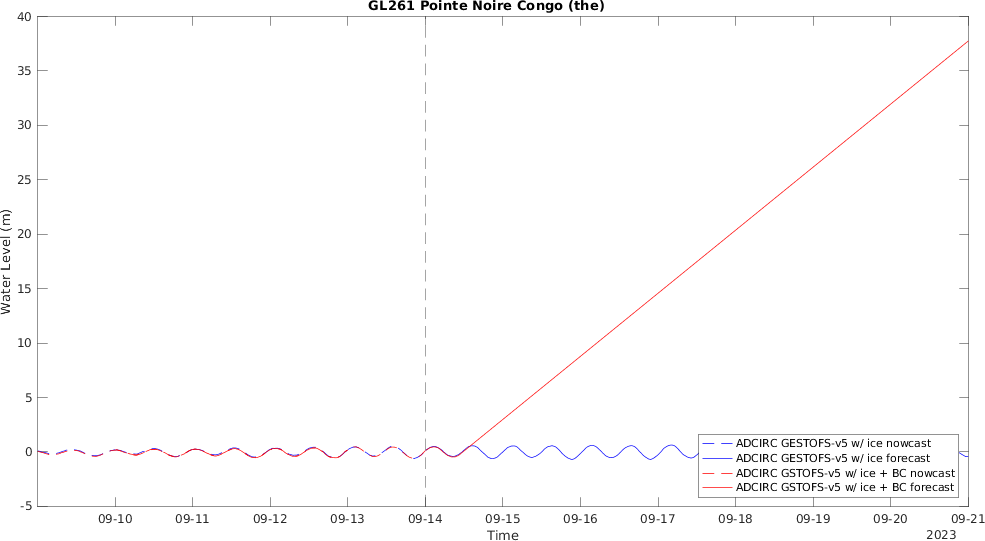 GL261 Pointe Noire Congo (the)
40
35
30
25
20
15
10
5
0
-5
Water Level (m)
ADCIRC GESTOFS-v5 w/ ice nowcast
ADCIRC GESTOFS-v5 w/ ice forecast
ADCIRC GSTOFS-v5 w/ ice + BC nowcast
ADCIRC GSTOFS-v5 w/ ice + BC forecast
09-10 09-11 09-12 09-13 09-14 09-15 09-16 09-17 09-18 09-19 09-20 09-21
Time
2023